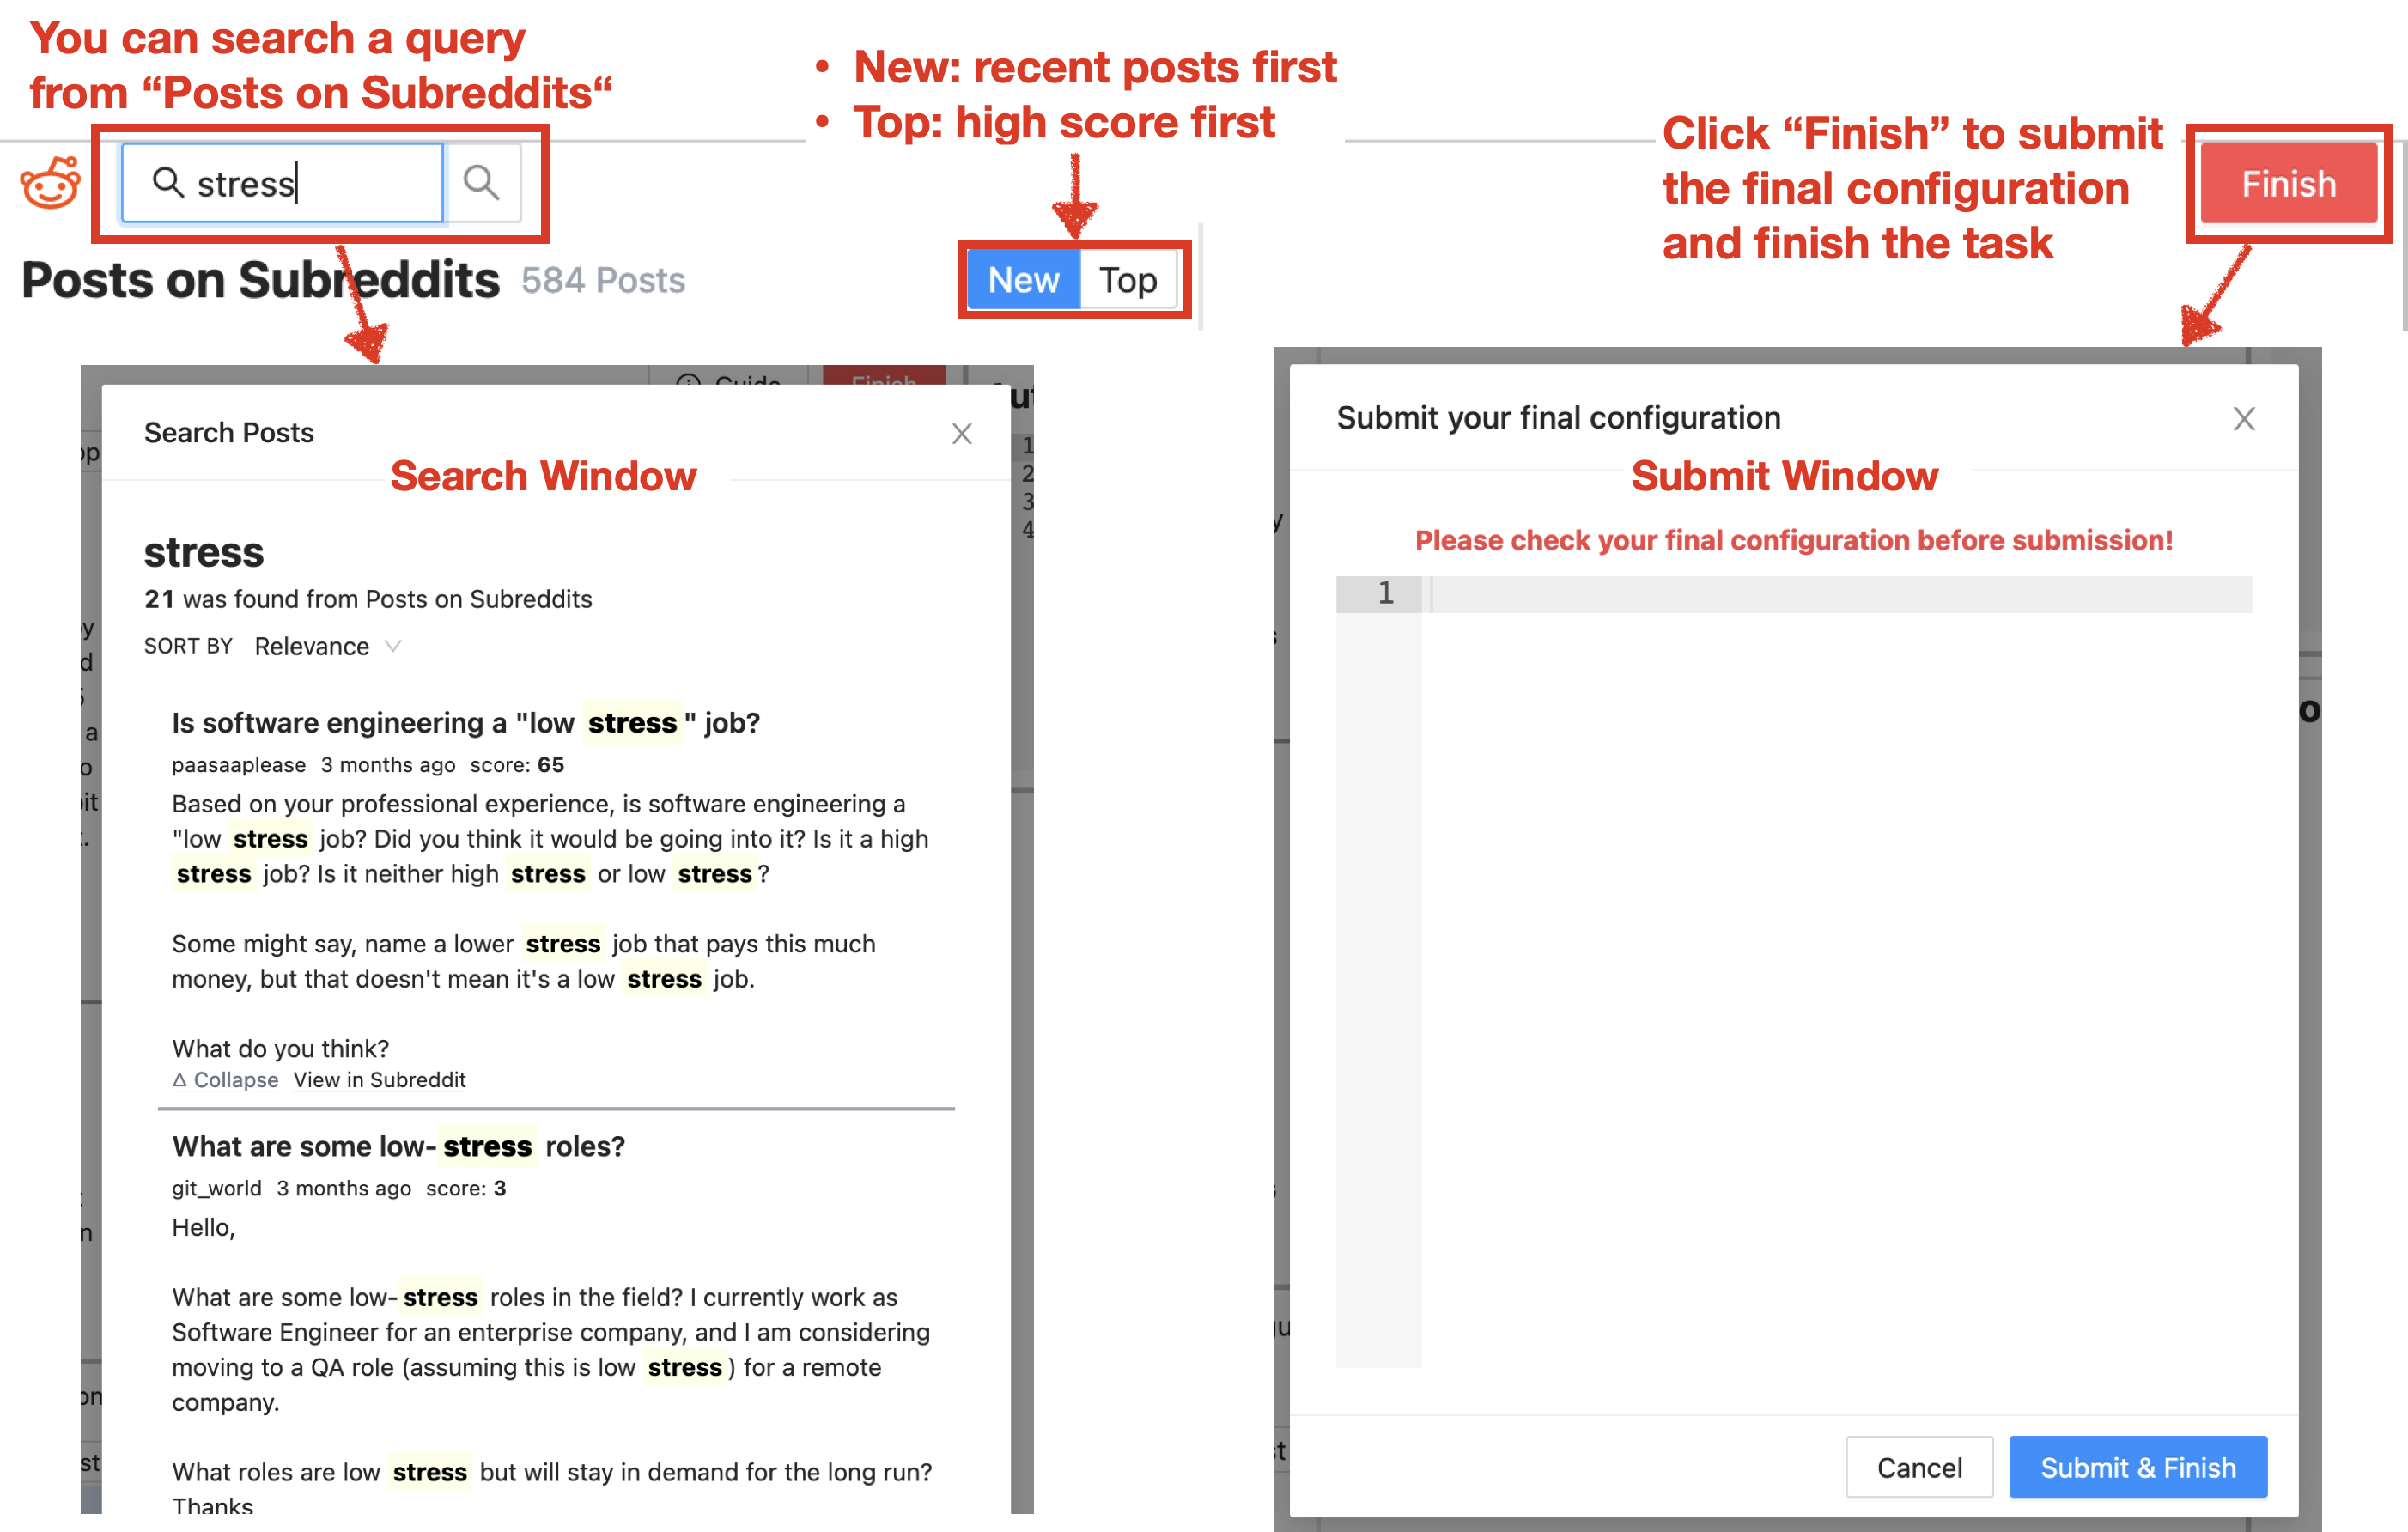 You can search a query
from “Posts on Subreddits“
• New: recent posts first
• Top: high score first
Click “Finish” to submit
the final configuration
and finish the task
stress
Finish
Posts on Subreddits 584 Posts
New Top
Search Posts
Search Window
stress
21 was found from Posts on Subreddits
SORT BY Relevance
Is software engineering a "low stress" job?
paasaaplease 3 months ago score: 65
Based on your professional experience, is software engineering a
"low stress job? Did you think it would be going into it? Is it a high
stress job? Is it neither high stress or low stress?
Some might say, name a lower stress job that pays this much
money, but that doesn't mean it's a low stress job.
What do you think?
Collapse View in Subreddit
What are some low-stress roles?
git_world 3 months ago score: 3
Hello,
What are some low-stress roles in the field? I currently work as
Software Engineer for an enterprise company, and I am considering
moving to a QA role (assuming this is low stress) for a remote
company.
What roles are low stress but will stay in demand for the long run?
Thanks
1
2
3
4
Submit your final configuration
Submit Window
Please check your final configuration before submission!
1
Cancel Submit & Finish